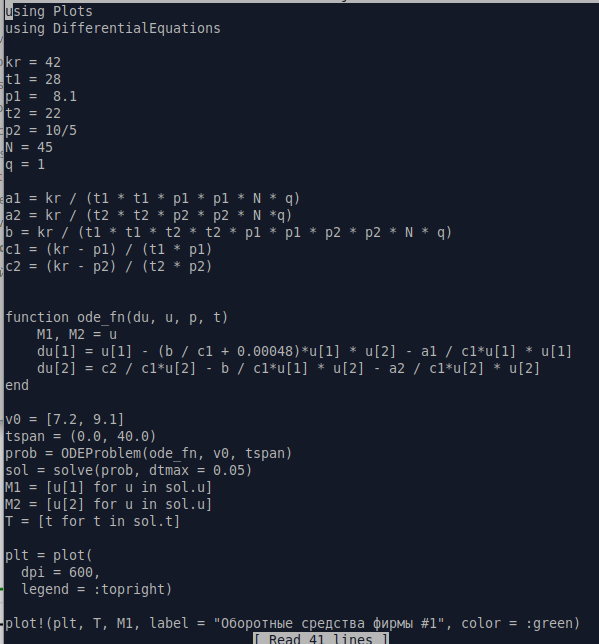 using Plots
using DifferentialEquations

kr = 42
t1 = 28
p1 =  8.1
t2 = 22
p2 = 10/5
N = 45
q = 1

a1 = kr / (t1 * t1 * p1 * p1 * N * q)
a2 = kr / (t2 * t2 * p2 * p2 * N *q)
b = kr / (t1 * t1 * t2 * t2 * p1 * p1 * p2 * p2 * N * q)
c1 = (kr - p1) / (t1 * p1)
c2 = (kr - p2) / (t2 * p2)


function ode_fn(du, u, p, t)
    M1, M2 = u
    du[1] = u[1] - (b / c1 + 0.00048)*u[1] * u[2] - a1 / c1*u[1] * u[1]
    du[2] = c2 / c1*u[2] - b / c1*u[1] * u[2] - a2 / c1*u[2] * u[2]
end

v0 = [7.2, 9.1]
tspan = (0.0, 40.0)
prob = ODEProblem(ode_fn, v0, tspan)
sol = solve(prob, dtmax = 0.05)
M1 = [u[1] for u in sol.u]
M2 = [u[2] for u in sol.u]
T = [t for t in sol.t]

plt = plot(
  dpi = 600,
  legend = :topright)

plot!(plt, T, M1, label = "Оборотные средства фирмы #1", color = :green)
[ Read 41 lines ]